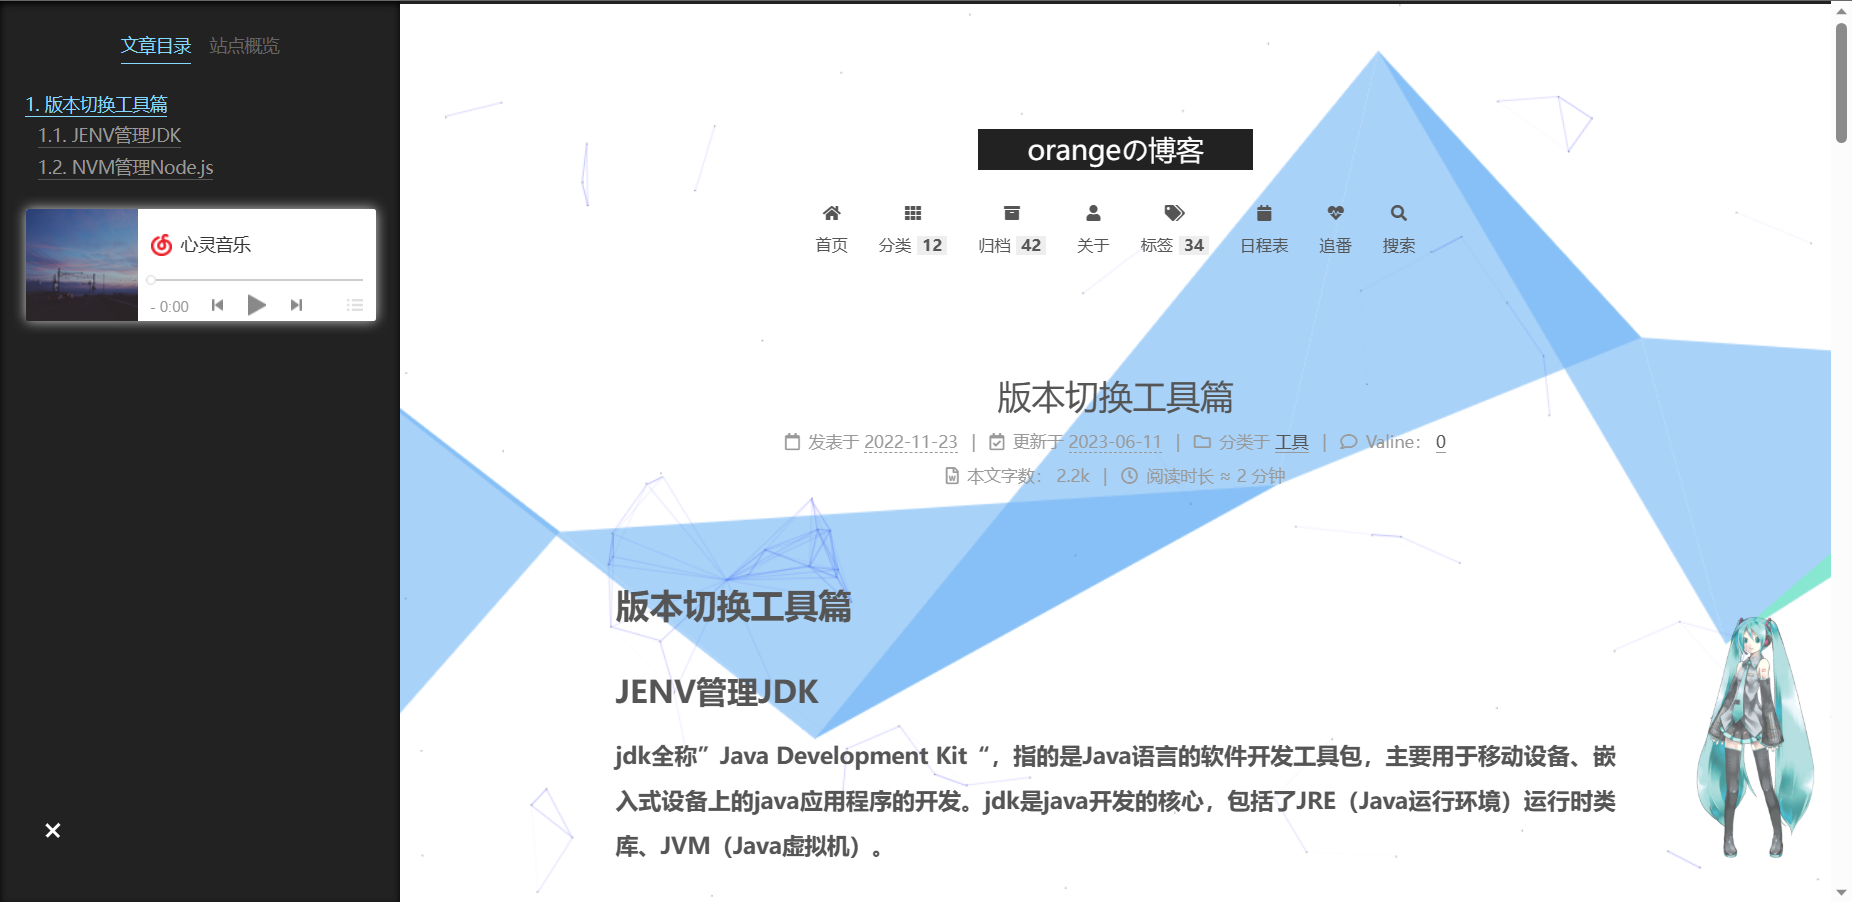 文章目录 站点概览
1. 版本切换工具篇
1.1. JENV管理JDK
1.2. NVM管理Node.js
心灵音乐
- 0:00
orangeの博客
首页 分类 12 归档 42 关于 标签 34 日程表 追番 搜索
版本切换工具篇
发表于 2022-11-23 | 更新于 2023-06-11 | 分类于 工具 | Valine： 0
本文字数： 2.2k | 阅读时长 ≈ 2 分钟
版本切换工具篇
JENV管理JDK
jdk全称” Java Development Kit “，指的是Java语言的软件开发工具包，主要用于移动设备、嵌
入式设备上的java应用程序的开发。jdk是java开发的核心，包括了JRE（Java运行环境）运行时类
库、JVM（Java虚拟机）。